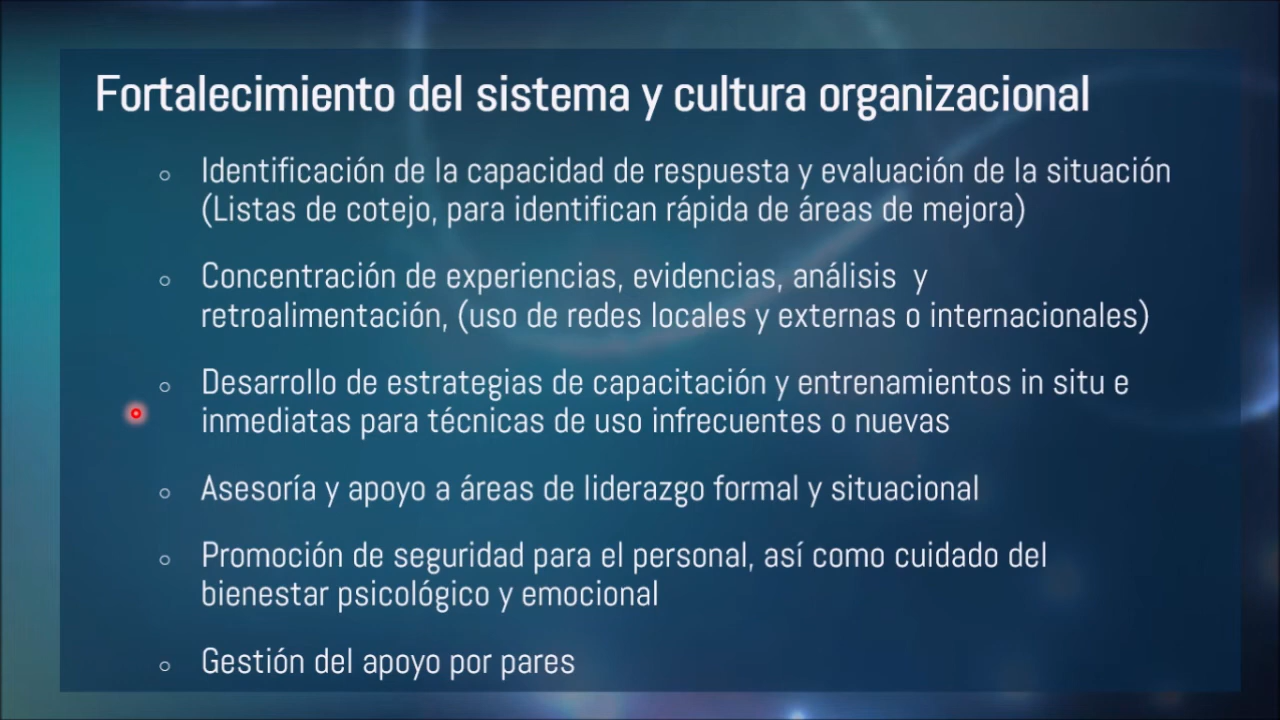 Fortalecimiento del sistema y cultura organizacional
Identificación de la capacidad de respuesta y evaluación de la situación
(Listas de cotejo, para identifican rápida de áreas de mejora)
Concentración de experiencias, evidencias, análisis y
retroalimentación, (uso de redes locales y externas o internacionales)
Desarrollo de estrategias de capacitación y entrenamientos in situ e
inmediatas para técnicas de uso infrecuentes o nuevas
Asesoría y apoyo a áreas de liderazgo formal y situacional
Promoción de seguridad para el personal, así como cuidado del
bienestar psicológico y emocional
Gestión del apoyo por pares